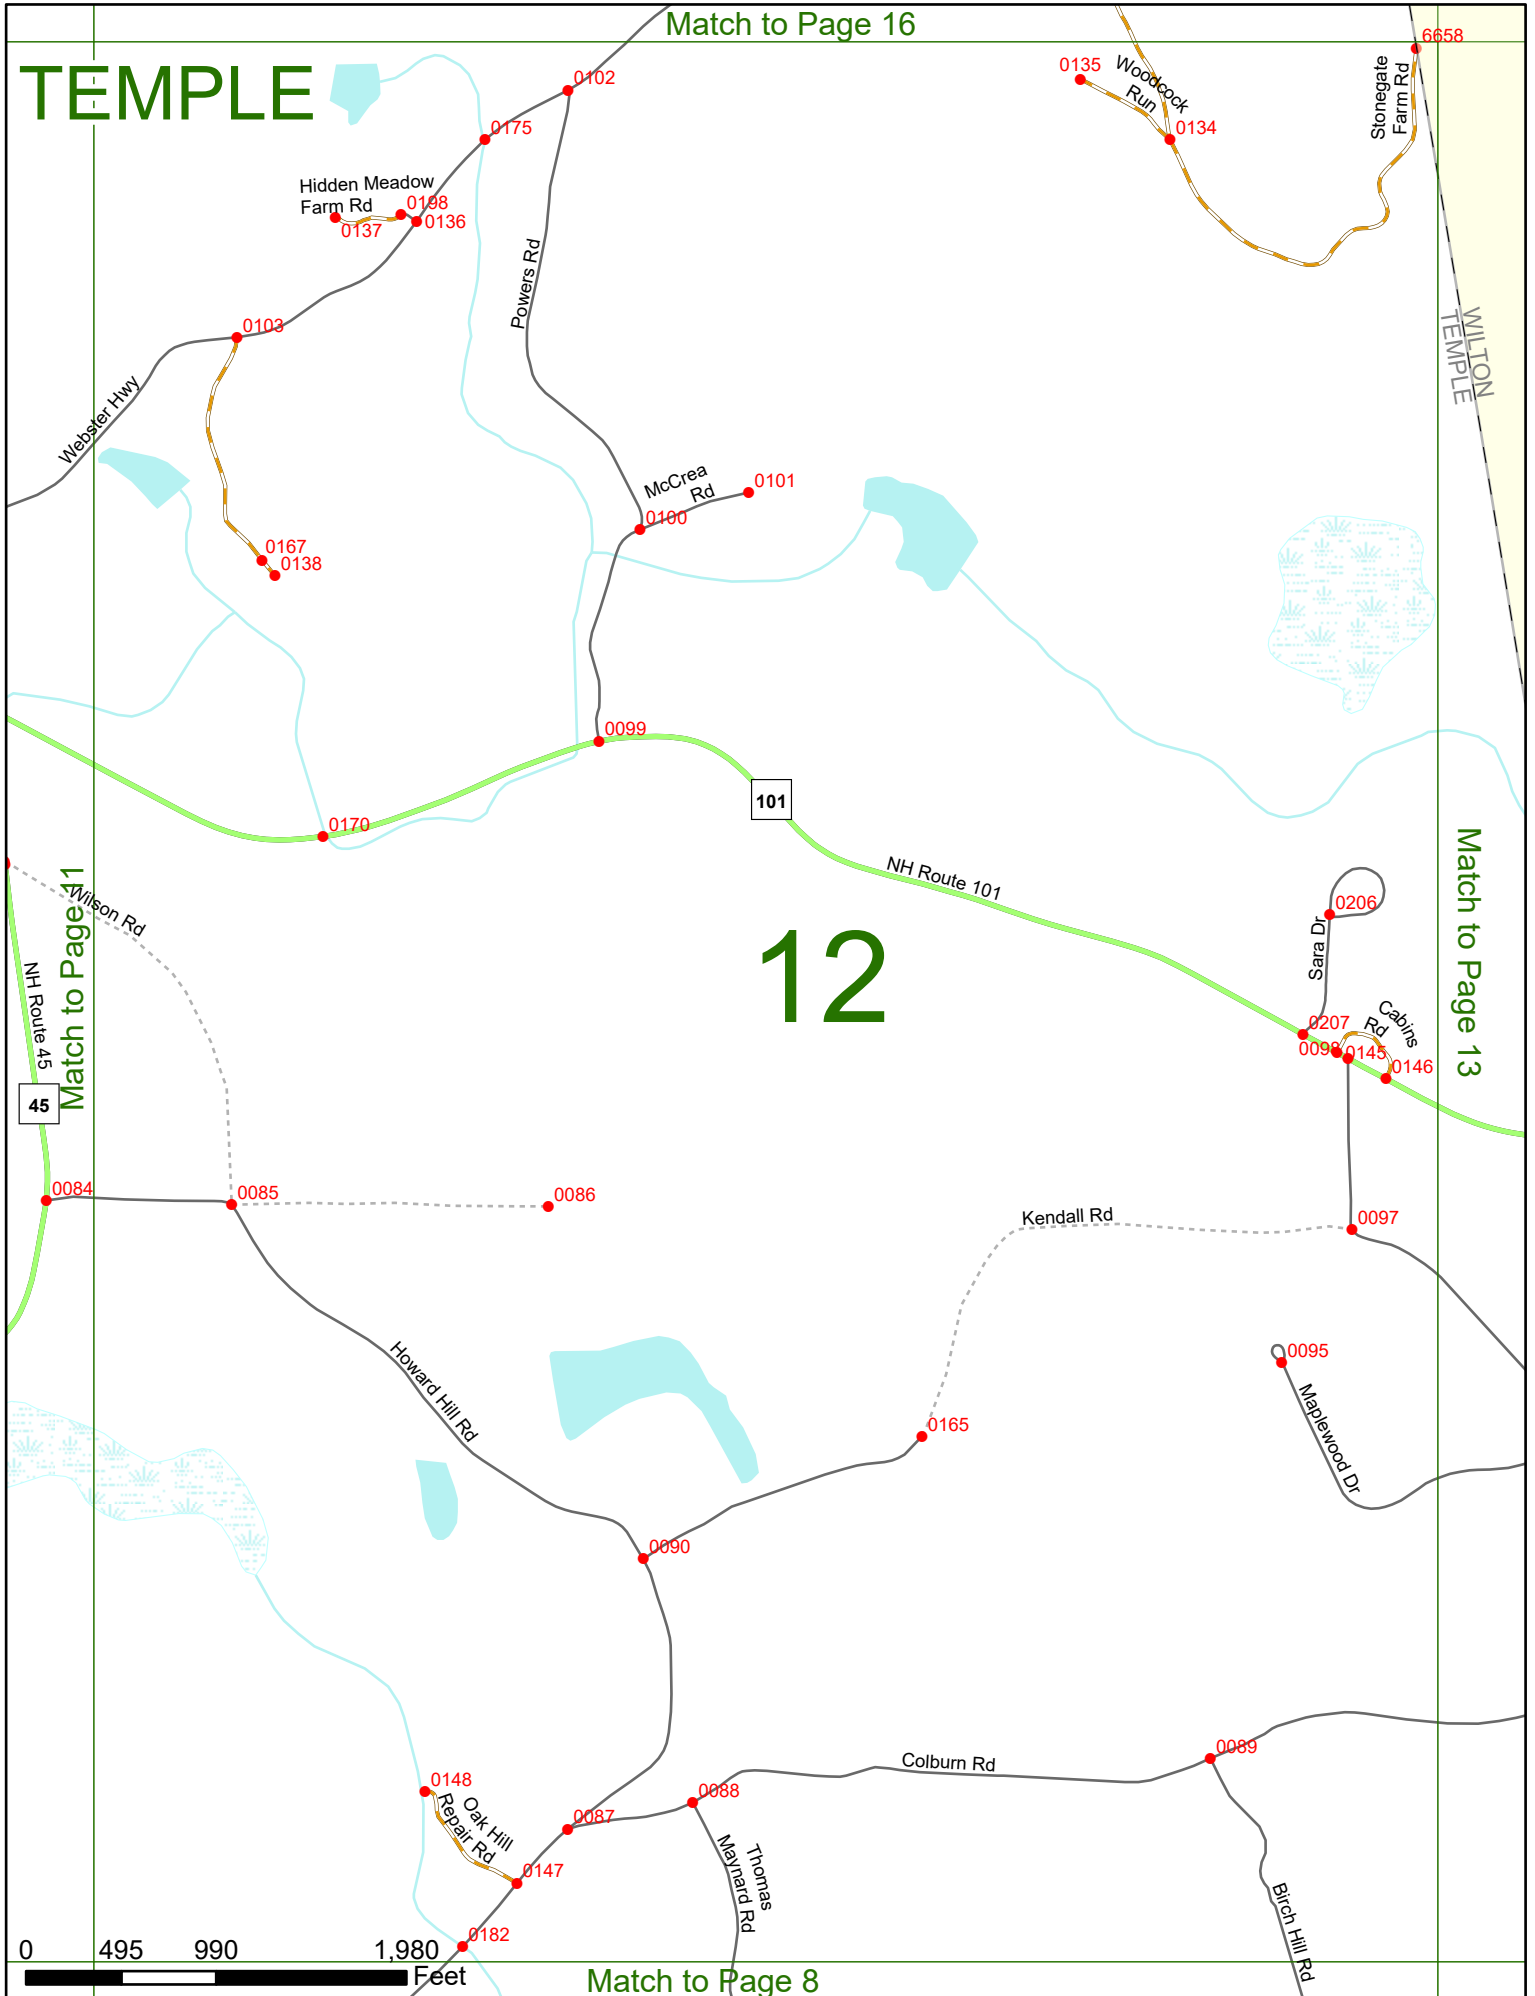 Match to Page 16
TEMPLE
6658
0135
Woodcock
Run
Stonegate
Farm Rd
0102
0175
0134
Hidden Meadow
Farm Rd
0198
0136
0137
Powers Rd
0103
WILTON
TEMPLE
Webster Hwy
McCrea
Rd
0101
0100
0167
0138
0099
101
0170
Match to Page 13
NH Route 101
Wilson Rd
Match to Page 11
0206
12
Sara Dr
NH Route 45
Cabins
Rd
0207
0098
0145
0146
45
0084
0085
0086
Kendall Rd
0097
0095
Howard Hill Rd
Maplewood Dr
0165
0090
0089
Colburn Rd
0148
0088
Oak Hill
Repair Rd
0087
Thomas
Maynard Rd
0147
Birch Hill Rd
0182
0 495 990 1,980
Feet
Match to Page 8